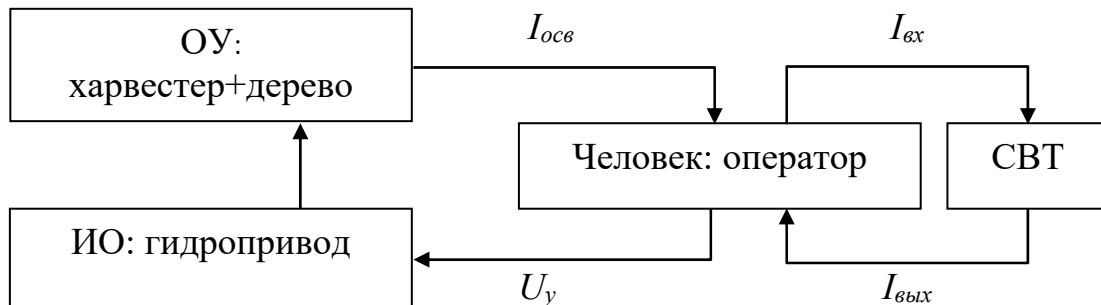 ОУ:
харвестер+дерево
Iосв
Iвх
Человек: оператор
СВТ
ИО: гидропривод
Uу
Iвых